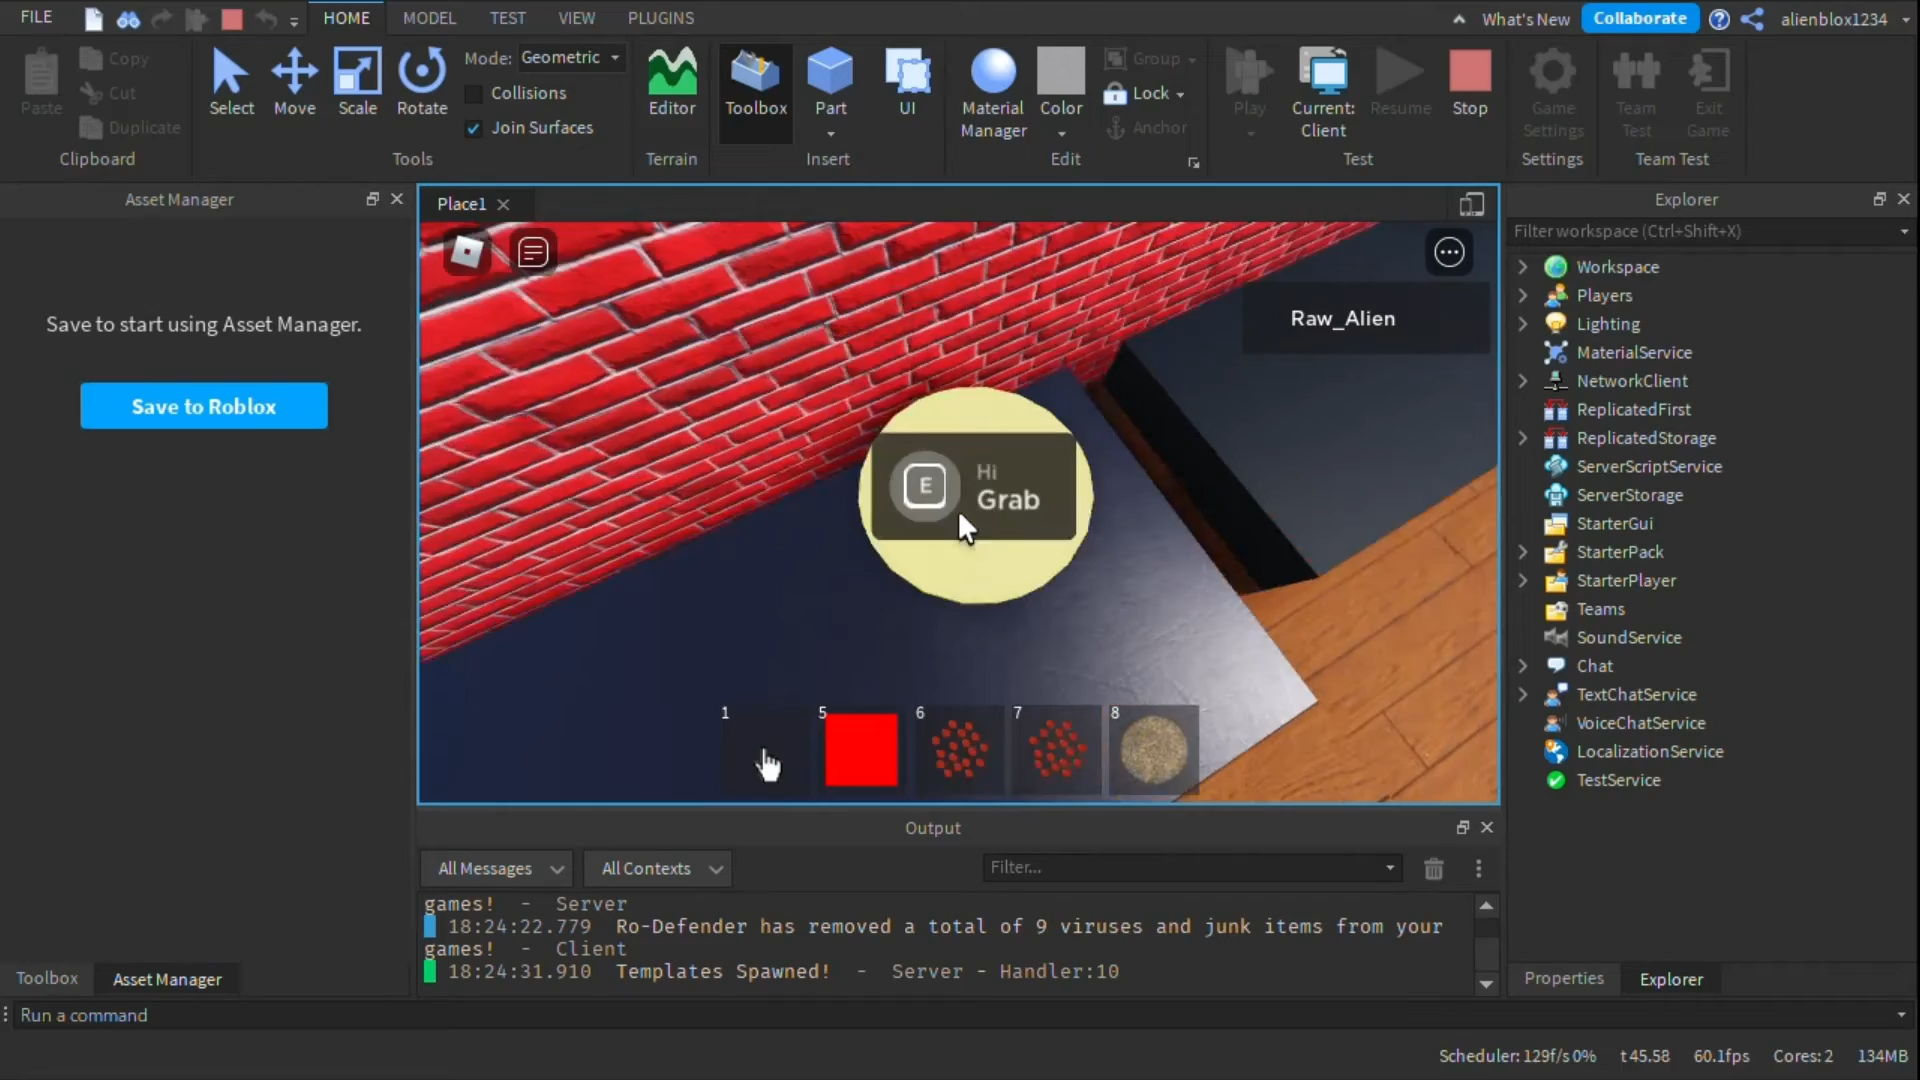 FILE
HOME
MODEL
TEST
VIEW
PLUGINS
What's New
Collaborate
alienblox1234
Paste
Copy
Cut
Duplicate
Clipboard
Select
Move
Scale
Rotate
Mode: Geometric
Collisions
Join Surfaces
Tools
Editor
Terrain
Toolbox
Part
UI
Insert
Material
Manager
Color
Group
Lock
Anchor
Edit
Play
Current:
Client
Resume
Stop
Test
Game
Settings
Settings
Team
Test
Exit
Game
Team Test
Asset Manager
Save to start using Asset Manager.
Save to Roblox
Toolbox
Asset Manager
Place1
Raw_Alien
E
Hi
Grab
1
5
6
7
8
Output
All Messages
All Contexts
Filter...
games! - Server
18:24:22.779 Ro-Defender has removed a total of 9 viruses and junk items from your
games! - Client
18:24:31.910 Templates Spawned! - Server - Handler:10
Explorer
Filter workspace (Ctrl+Shift+X)
Workspace
Players
Lighting
MaterialService
NetworkClient
ReplicatedFirst
ReplicatedStorage
ServerScriptService
ServerStorage
StarterGui
StarterPack
StarterPlayer
Teams
SoundService
Chat
TextChatService
VoiceChatService
LocalizationService
TestService
Properties
Explorer
Run a command
Scheduler: 129f/s 0% t 45.58 60.1fps Cores: 2 134MB